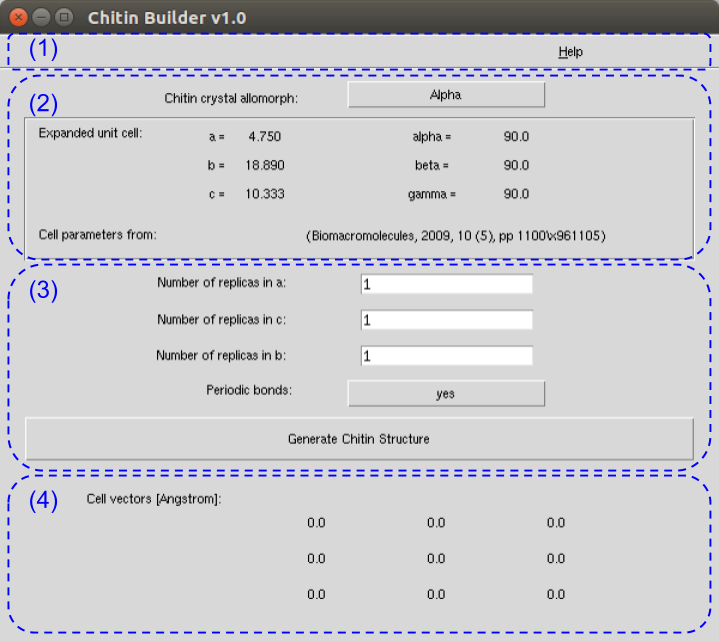 Chitin Builder v1.0
(1) Help
(2) Chitin crystal allomorph: Alpha
Expanded unit cell: a = 4.750 alpha = 90.0
b = 18.890 beta = 90.0
c = 10.333 gamma = 90.0
Cell parameters from: (Biomacromolecules, 2009, 10 (5), pp 1100\x961105)
(3) Number of replicas in a: 1
Number of replicas in c: 1
Number of replicas in b: 1
Periodic bonds: yes
Generate Chitin Structure
(4) Cell vectors [Angstrom]:
0.0 0.0 0.0
0.0 0.0 0.0
0.0 0.0 0.0